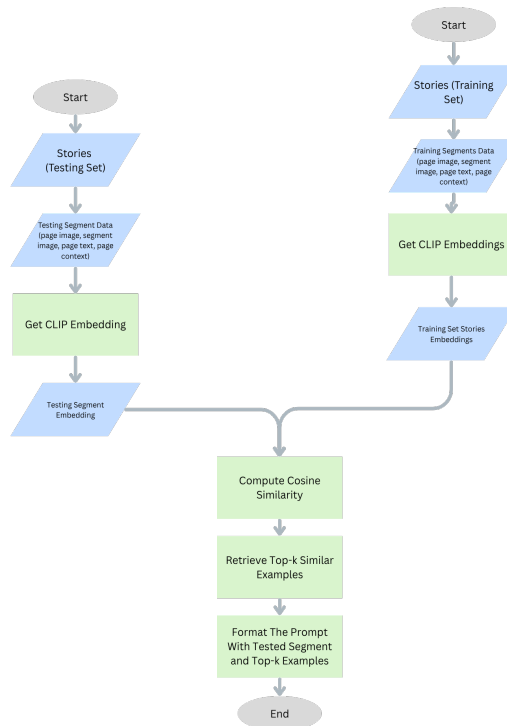 Start
Stories
(Testing Set)
Testing Segment Data
(page image, segment
image, page text, page
context)
Get CLIP Embedding
Testing Segment
Embedding
Start
Stories (Training
Set)
Training Segments Data
(page image, segment
image, page text, page
context)
Get CLIP Embeddings
Training Set Stories
Embeddings
Compute Cosine
Similarity
Retrieve Top-k Similar
Examples
Format The Prompt
With Tested Segment
and Top-k Examples
End